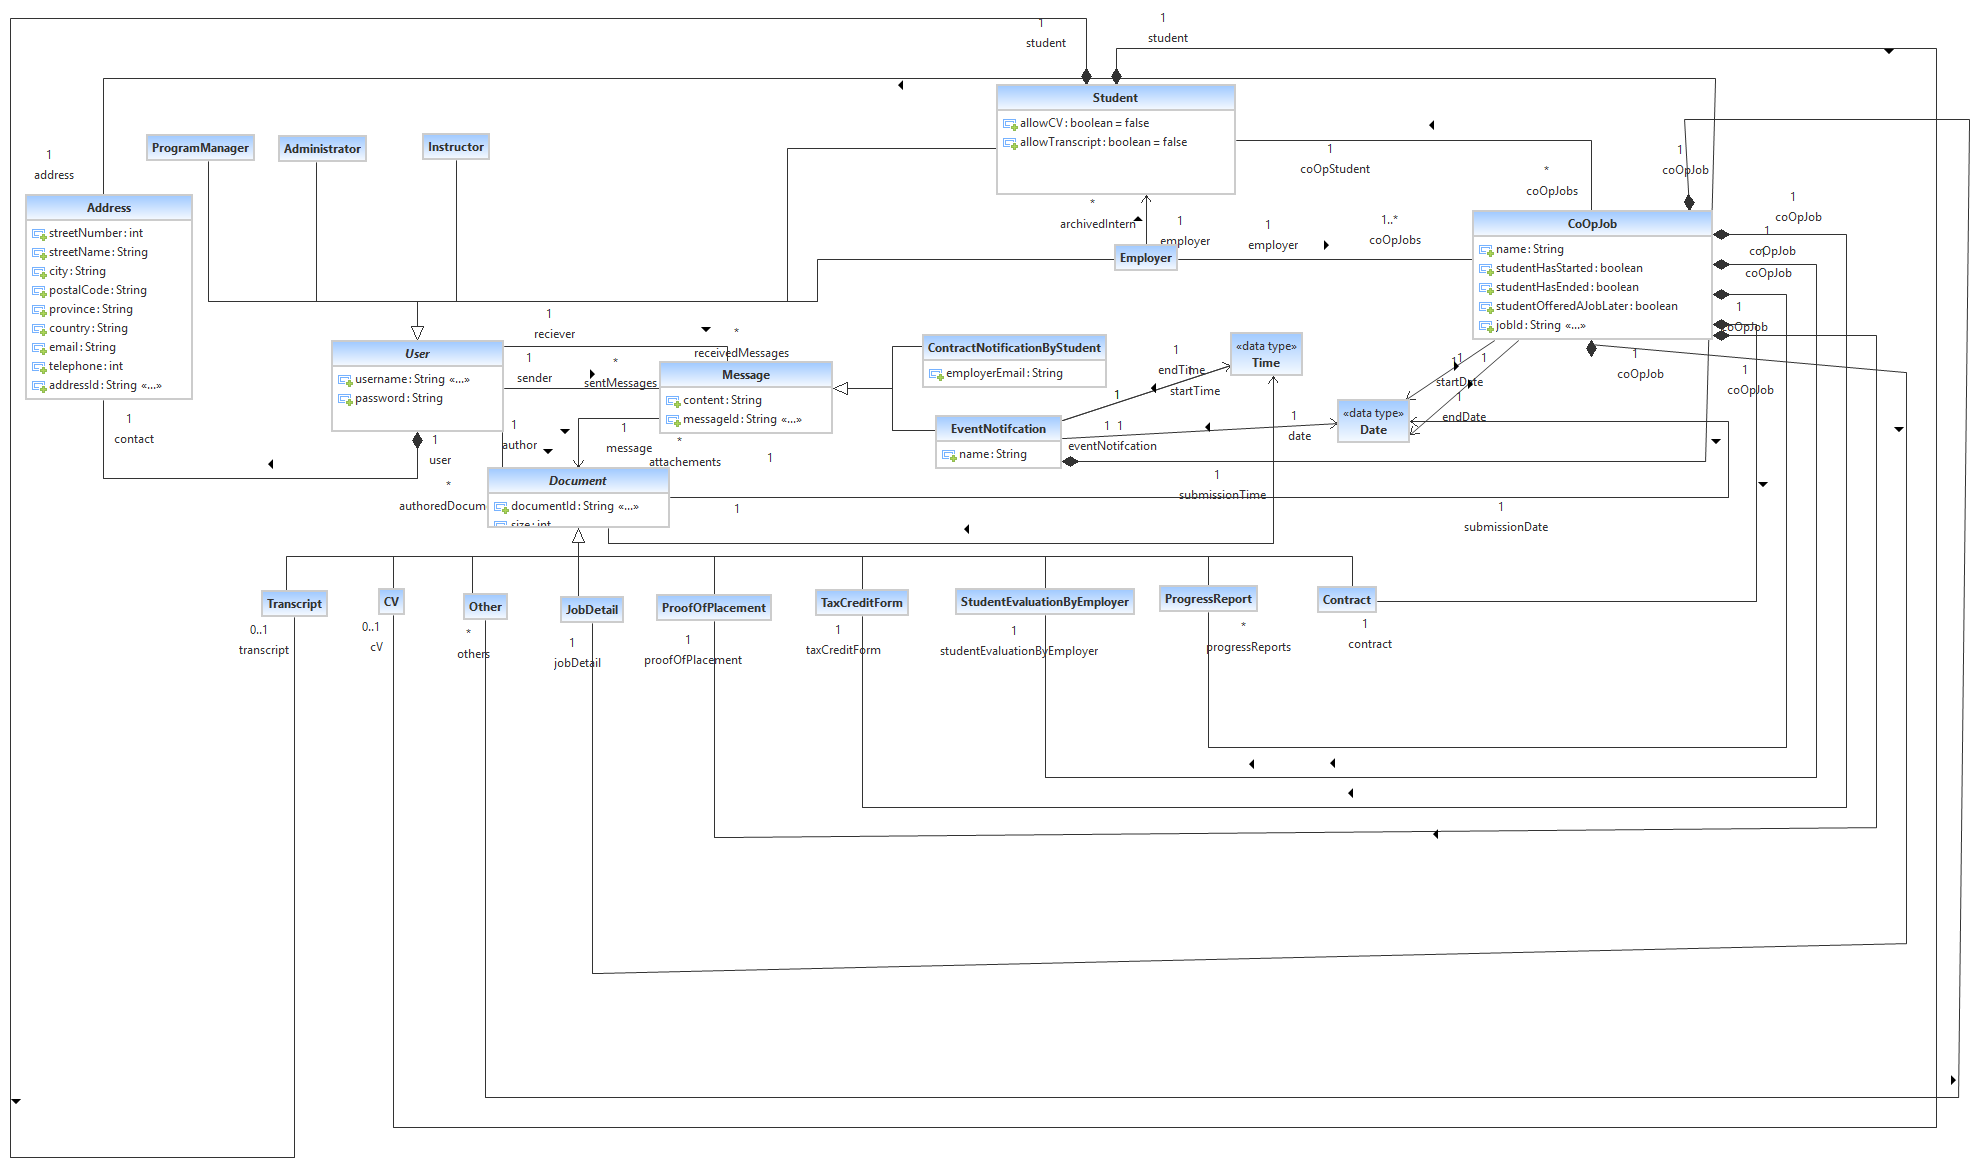 1
student
1
student
Student
allowCV: boolean = false
allowTranscript: boolean = false
ProgramManager
Administrator
Instructor
1
address
1
coOpStudent
*
coOpJobs
1
coOpJob
Address
streetNumber: int
streetName: String
city: String
postalCode: String
province: String
country: String
email: String
telephone: int
addressId: String «...»
*
archivedIntern
1
employer
1
employer
1..*
coOpJobs
Employer
CoOpJob
name: String
studentHasStarted: boolean
studentHasEnded: boolean
studentOfferedAJobLater: boolean
jobId: String «...»
1
coOpJob
1
coOpJob
1
coOpJob
1
coOpJob
1
coOpJob
1
coOpJob
1
reciever
*
receivedMessages
User
username: String «...»
password: String
1
sender
*
sentMessages
Message
content: String
messageId: String «...»
ContractNotificationByStudent
employerEmail: String
EventNotifcation
name: String
1
endTime
1
startTime
«data type»
Time
1
startDate
1
1
1
endDate
«data type»
Date
1
date
1
1
eventNotifcation
1
contact
1
user
1
author
*
authoredDocum
1
message
*
attachements
1
Document
documentId: String «...»
size: int
1
1
submissionTime
1
submissionDate
Transcript
CV
Other
JobDetail
ProofOfPlacement
TaxCreditForm
StudentEvaluationByEmployer
ProgressReport
Contract
0..1
transcript
0..1
cV
*
others
1
jobDetail
1
proofOfPlacement
1
taxCreditForm
1
studentEvaluationByEmployer
*
progressReports
1
contract